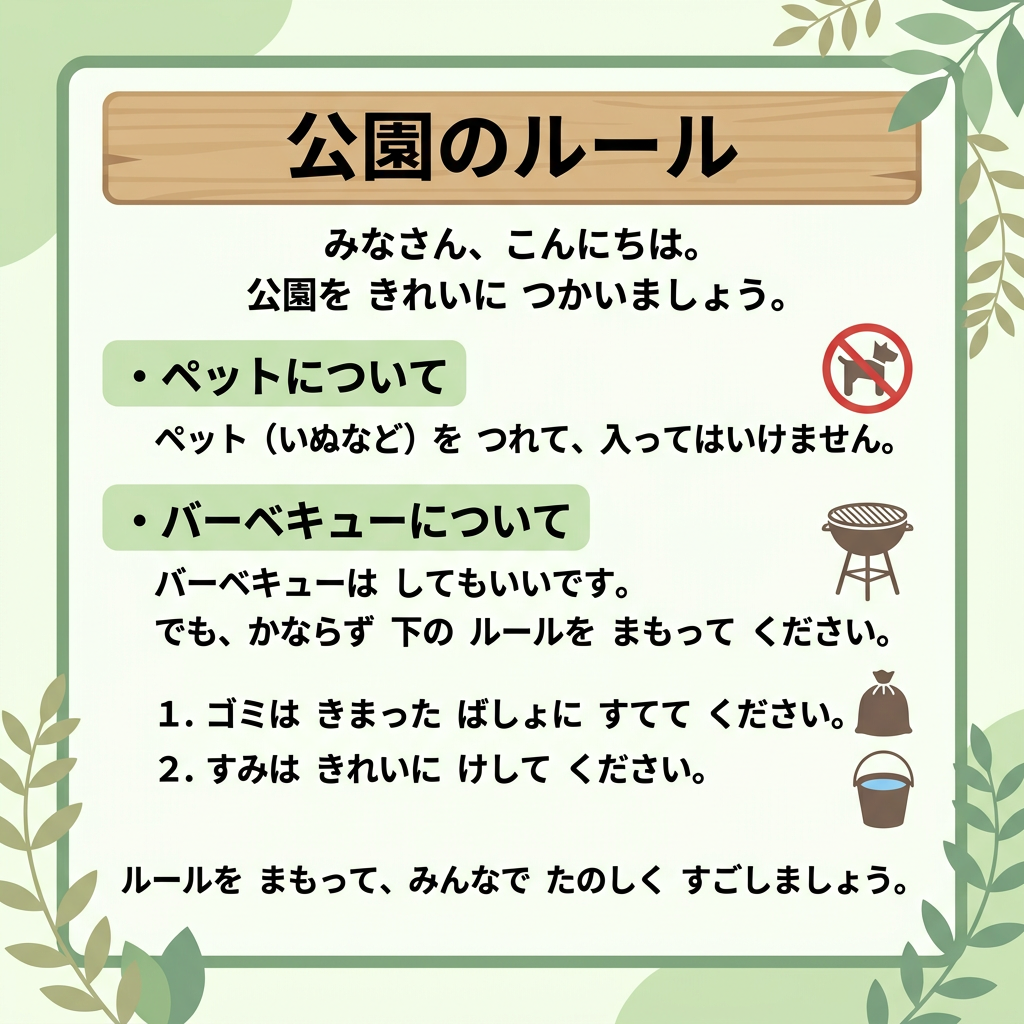 公園のルール
みなさん、こんにちは。
公園を きれいに つかいましょう。
・ペットについて
ペット（いぬなど）を つれて、入ってはいけません。
・バーベキューについて
バーベキューは してもいいです。
でも、かならず 下の ルールを まもって ください。
１. ゴミは きまった ばしょに すてて ください。
２. すみは きれいに けして ください。
ルールを まもって、みんなで たのしく すごしましょう。